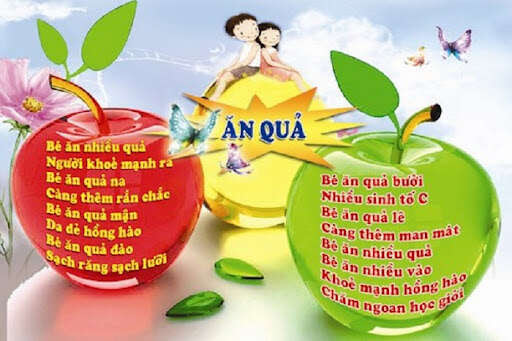 ĂN QUẢ
Bé ăn nhiều quả
Người khoẻ mạnh ra
Bé ăn quả na
Càng thêm rắn chắc
Bé ăn quả mận
Da dẻ hồng hào
Bé ăn quả đào
Sạch răng sạch lưỡi
Bé ăn quả bưởi
Nhiều sinh tố C
Bé ăn quả lê
Càng thêm man mát
Bé ăn nhiều quả
Bé ăn nhiều vào
Khoẻ mạnh hồng hào
Chăm ngoan học giỏi